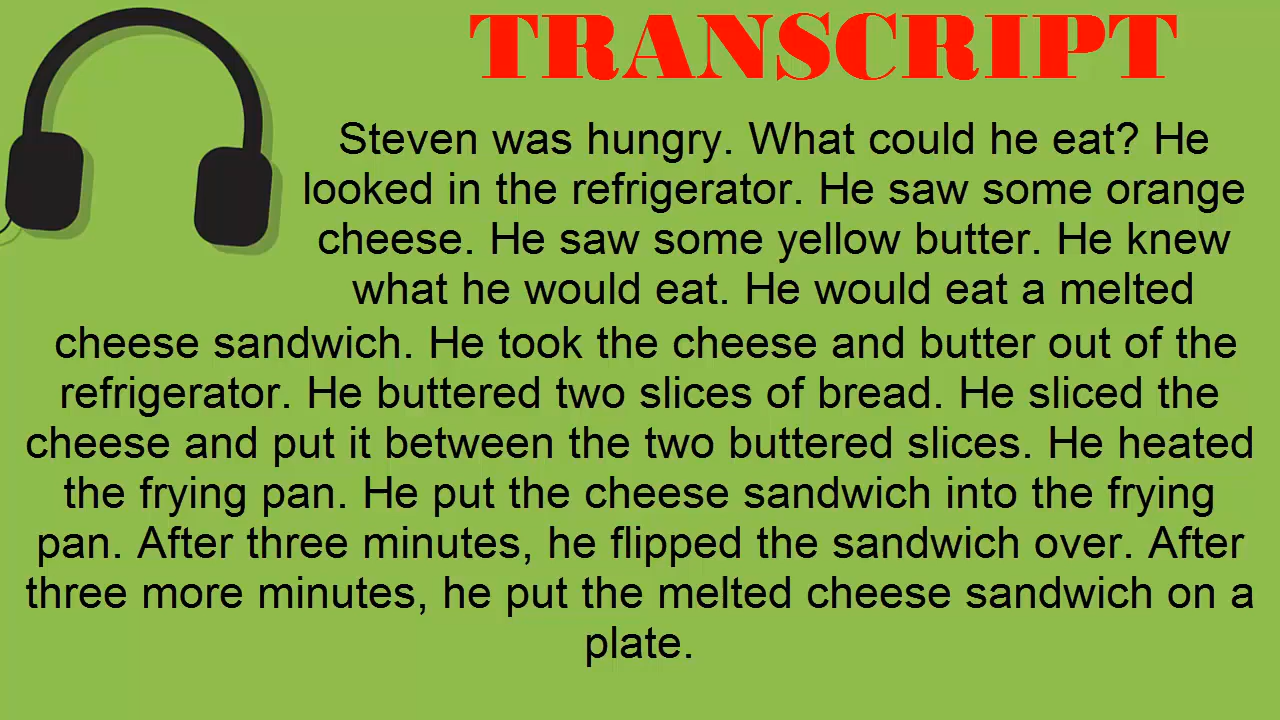 TRANSCRIPT
Steven was hungry. What could he eat? He
looked in the refrigerator. He saw some orange
cheese. He saw some yellow butter. He knew
what he would eat. He would eat a melted
cheese sandwich. He took the cheese and butter out of the
refrigerator. He buttered two slices of bread. He sliced the
cheese and put it between the two buttered slices. He heated
the frying pan. He put the cheese sandwich into the frying
pan. After three minutes, he flipped the sandwich over. After
three more minutes, he put the melted cheese sandwich on a
plate.